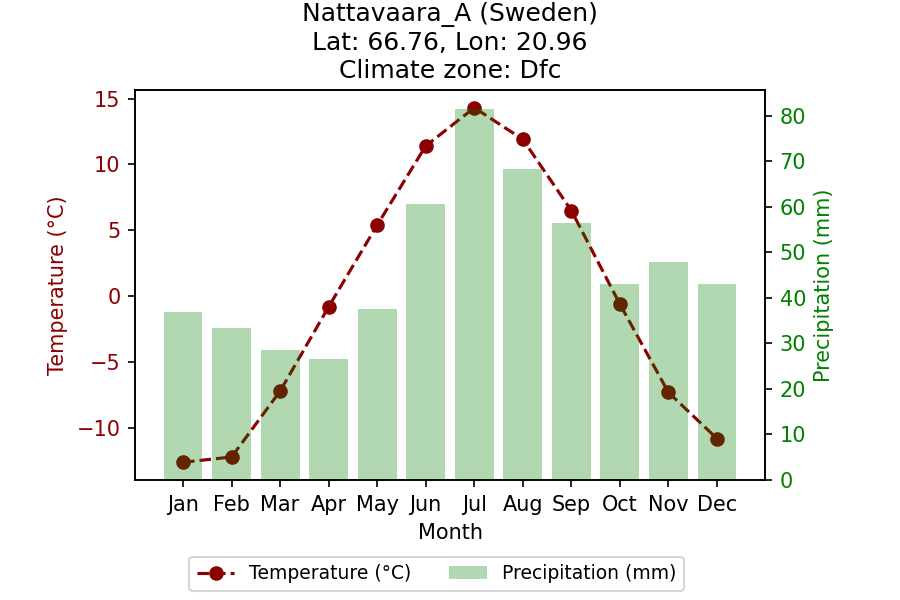 Nattavaara_A (Sweden)
Lat: 66.76, Lon: 20.96
Climate zone: Dfc
15
10
5
0
−5
−10
Temperature (°C)
80
70
60
50
40
30
20
10
0
Precipitation (mm)
Jan Feb Mar Apr May Jun Jul Aug Sep Oct Nov Dec
Month
Temperature (°C) Precipitation (mm)